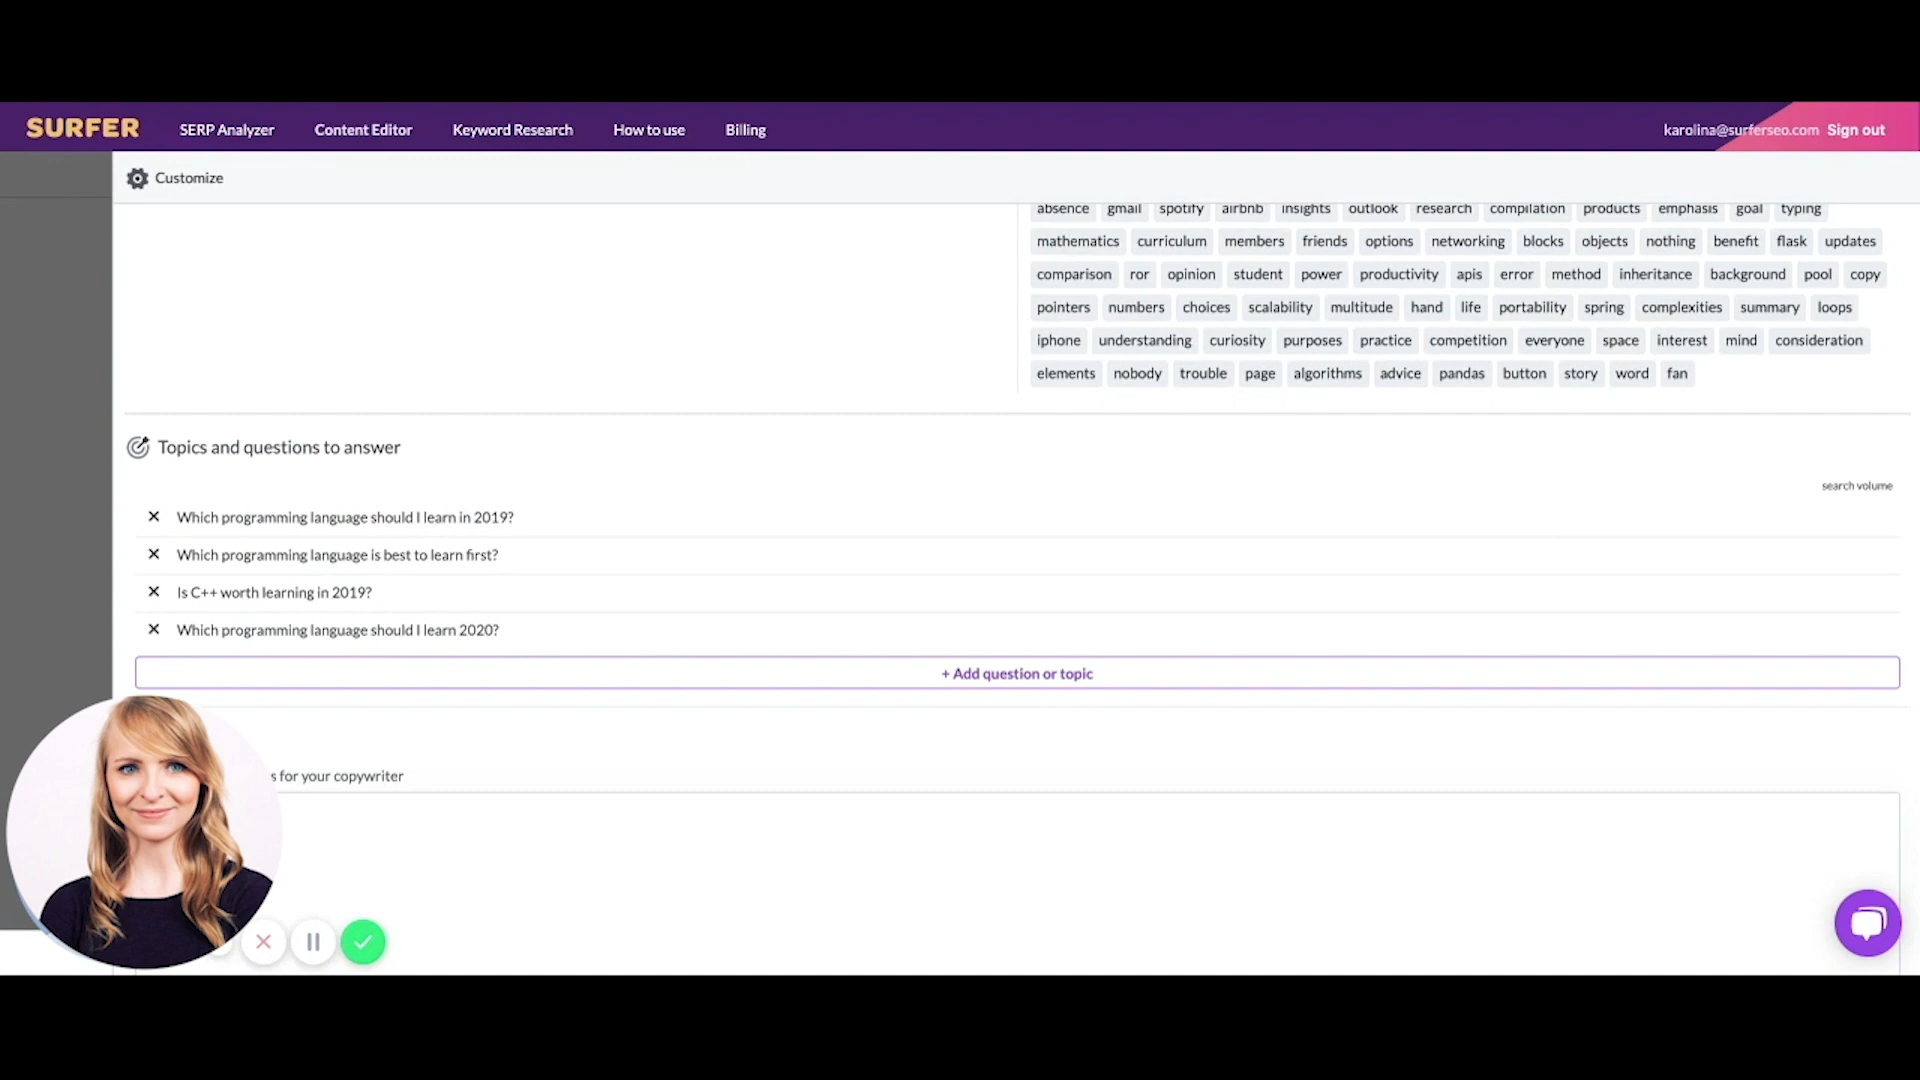 SURFER SERP Analyzer Content Editor Keyword Research How to use Billing karolina@surferseo.com Sign out
Customize
absence gmail spotify airbnb insights outlook research compilation products emphasis goal typing
mathematics curriculum members friends options networking blocks objects nothing benefit flask updates
comparison ror opinion student power productivity apis error method inheritance background pool copy
pointers numbers choices scalability multitude hand life portability spring complexities summary loops
iphone understanding curiosity purposes practice competition everyone space interest mind consideration
elements nobody trouble page algorithms advice pandas button story word fan
Topics and questions to answer
search volume
Which programming language should I learn in 2019?
Which programming language is best to learn first?
Is C++ worth learning in 2019?
Which programming language should I learn 2020?
+ Add question or topic
s for your copywriter